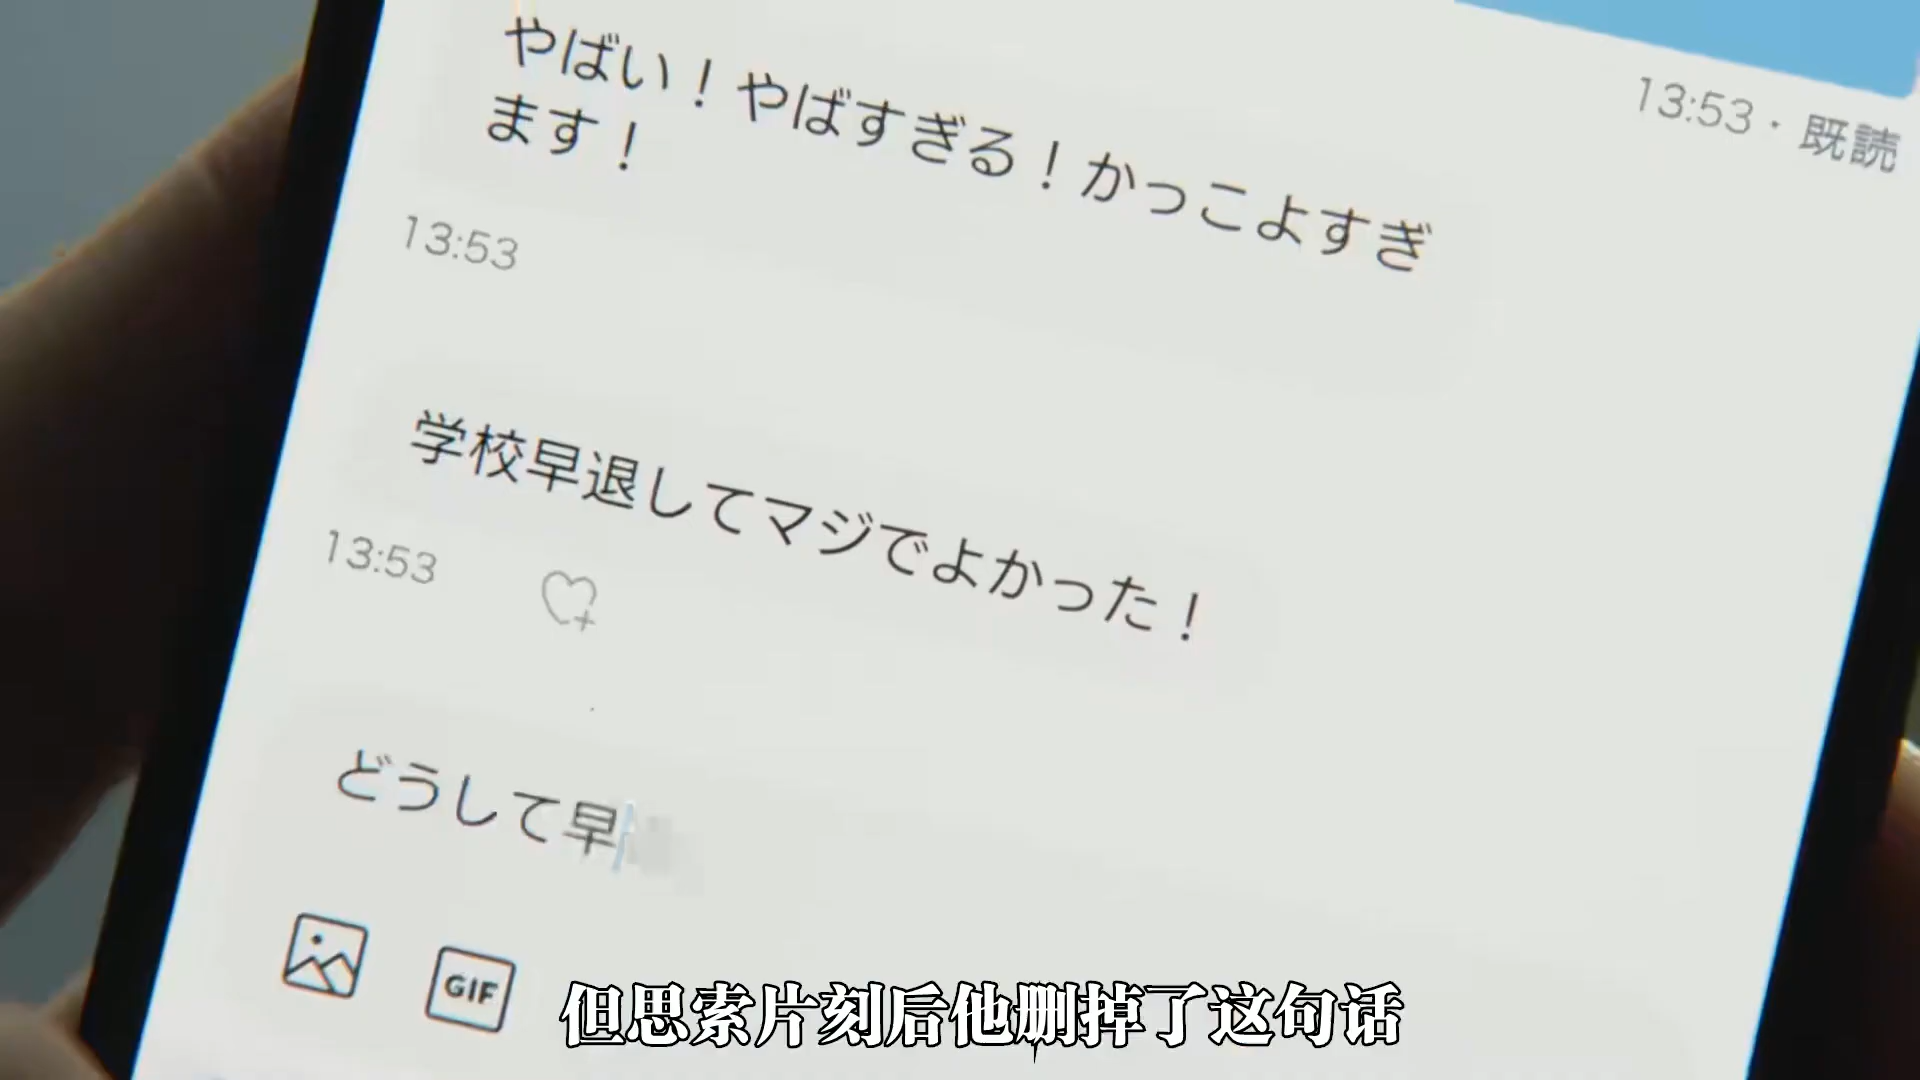 13:53・既読
やばい！やばすぎる！かっこよすぎ
ます！
13:53
学校早退してマジでよかった！
13:53
どうして早
GIF
但思索片刻后他删掉了这句话